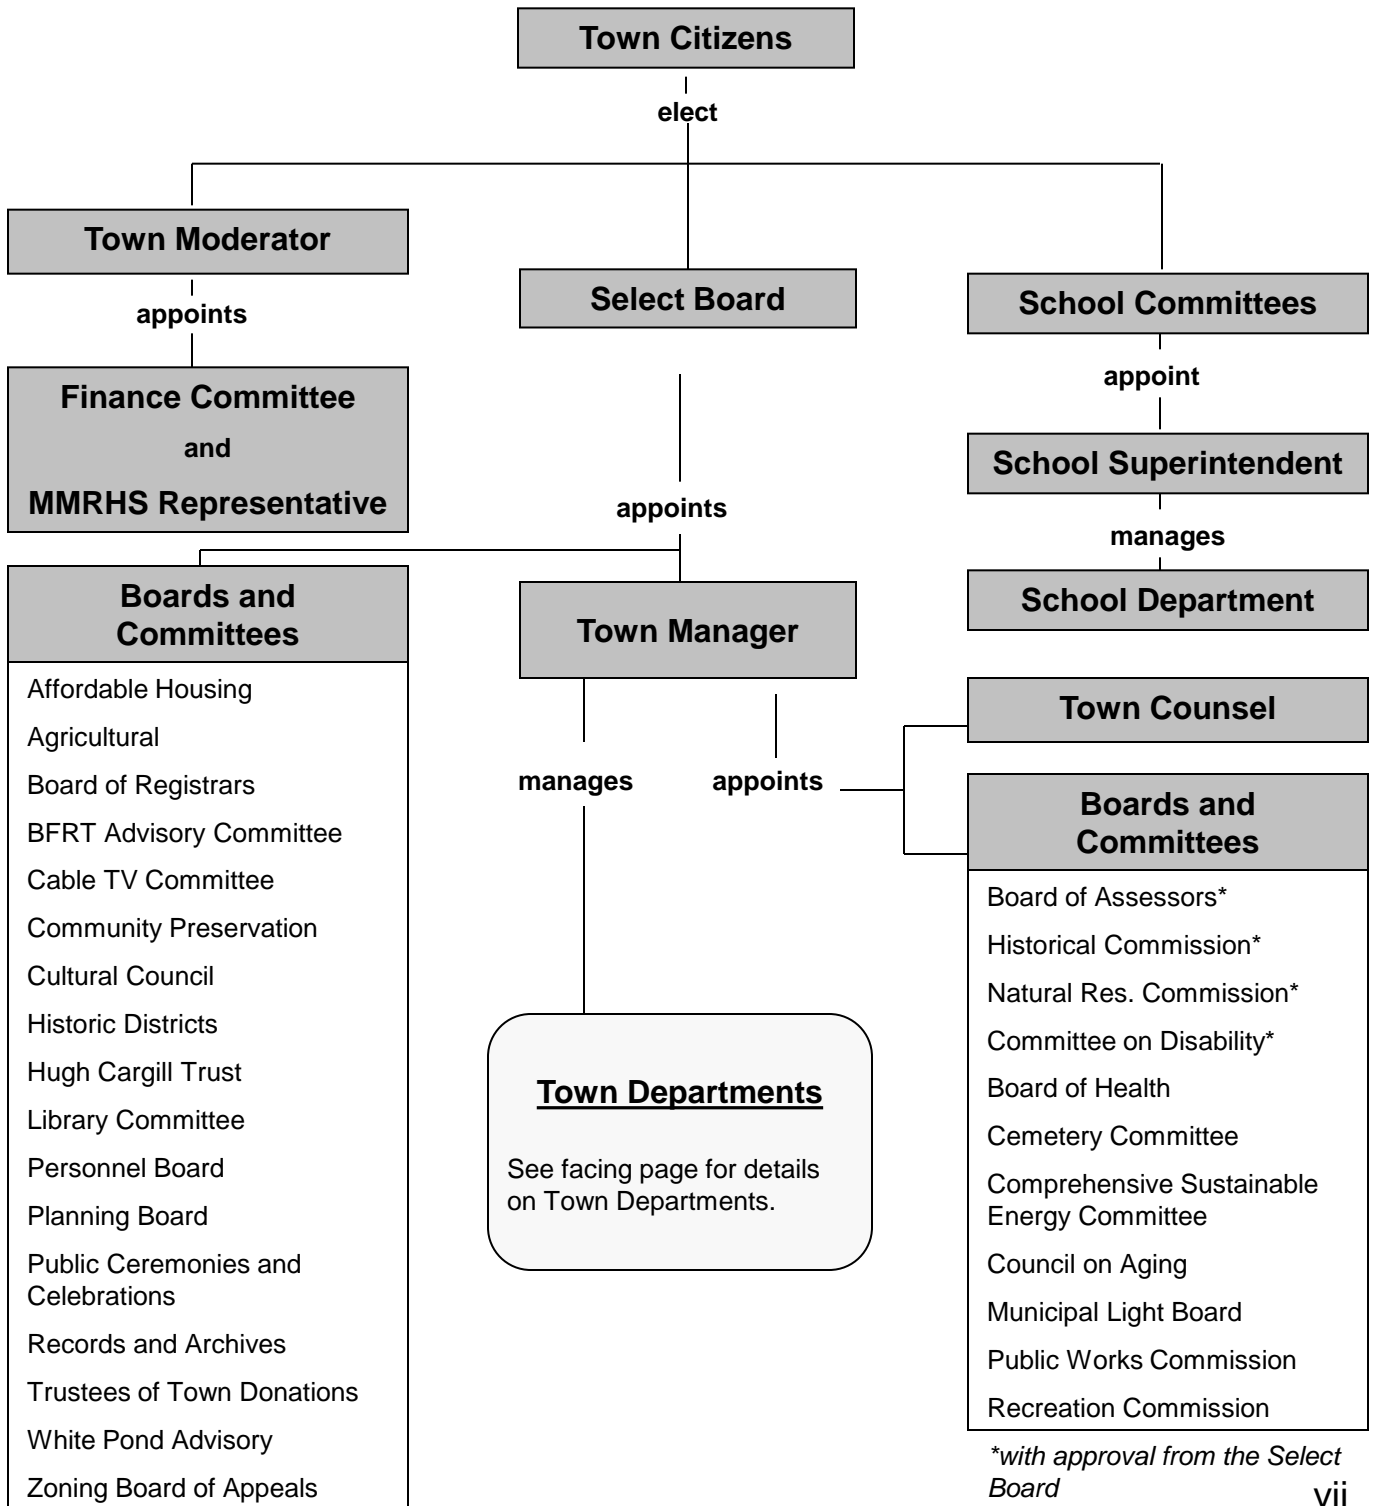 Town Citizens
elect
Town Moderator
appoints
Finance Committee
and
MMRHS Representative
Select Board
appoints
School Committees
appoint
School Superintendent
manages
School Department
Boards and
Committees
Affordable Housing
Agricultural
Board of Registrars
BFRT Advisory Committee
Cable TV Committee
Community Preservation
Cultural Council
Historic Districts
Hugh Cargill Trust
Library Committee
Personnel Board
Planning Board
Public Ceremonies and
Celebrations
Records and Archives
Trustees of Town Donations
White Pond Advisory
Zoning Board of Appeals
Town Manager
manages
appoints
Town Departments
See facing page for details
on Town Departments.
Town Counsel
Boards and
Committees
Board of Assessors*
Historical Commission*
Natural Res. Commission*
Committee on Disability*
Board of Health
Cemetery Committee
Comprehensive Sustainable
Energy Committee
Council on Aging
Municipal Light Board
Public Works Commission
Recreation Commission
*with approval from the Select
Board
vii